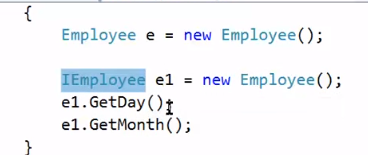 {
Employee e = new Employee();
IEmployee e1 = new Employee();
e1.GetDay();
e1.GetMonth();
}